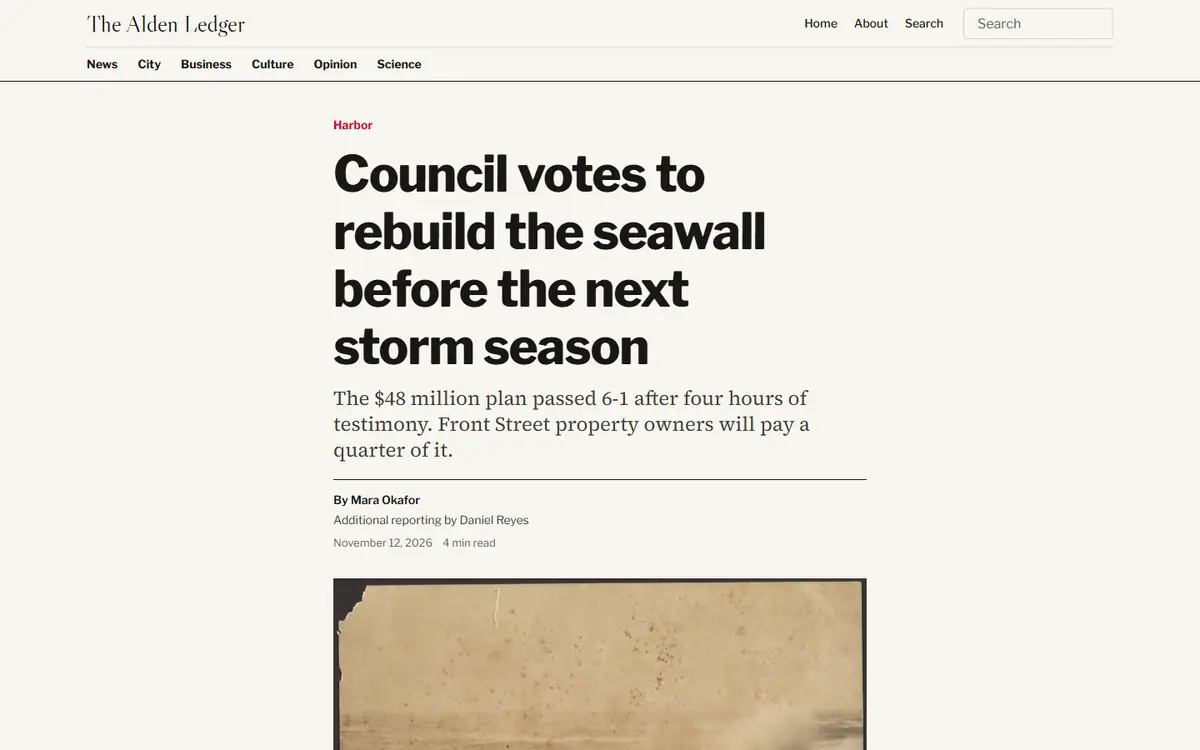 The Alden Ledger
Home About Search Search
News City Business Culture Opinion Science
Harbor
Council votes to
rebuild the seawall
before the next
storm season
The $48 million plan passed 6-1 after four hours of
testimony. Front Street property owners will pay a
quarter of it.
By Mara Okafor
Additional reporting by Daniel Reyes
November 12, 2026 4 min read